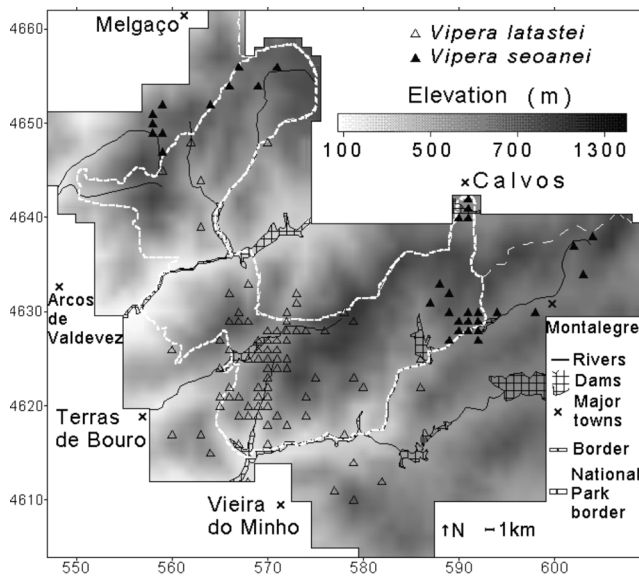 4660
4650
4640
4630
4620
4610
Melgaço
Vipera latastei
Vipera seoanei
Elevation (m)
100 500 700 1300
Calvos
Arcos
de
Valdevez
Montalegre
Rivers
Dams
Major
towns
Border
National
Park
border
Terras
de Bouro
Vieira
do Minho
N 1km
550 560 570 580 590 600